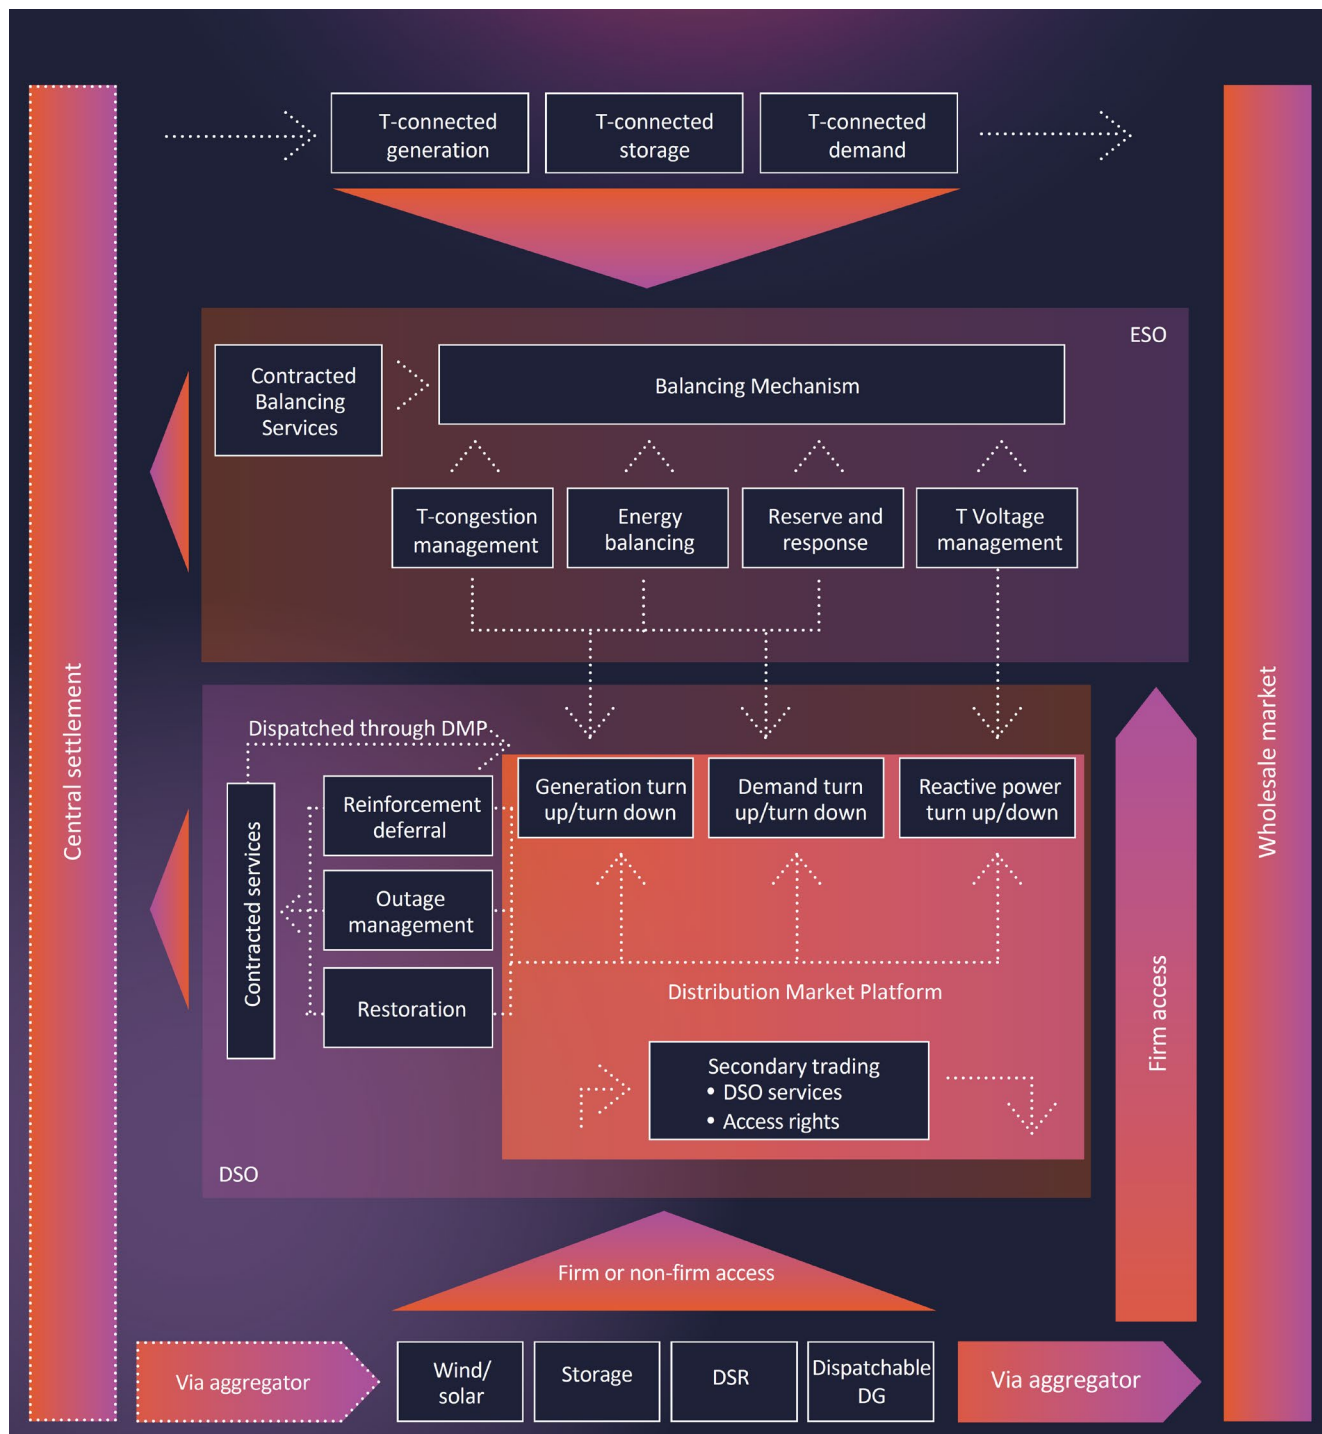 T-connected
generation
T-connected
storage
T-connected
demand
ESO
Contracted
Balancing
Services
Balancing Mechanism
T-congestion
management
Energy
balancing
Reserve and
response
T Voltage
management
Central settlement
Wholesale market
Dispatched through DMP
Contracted services
Reinforcement
deferral
Outage
management
Restoration
Generation turn
up/turn down
Demand turn
up/turn down
Reactive power
turn up/down
Distribution Market Platform
Secondary trading
• DSO services
• Access rights
DSO
Firm access
Firm or non-firm access
Via aggregator
Wind/
solar
Storage
DSR
Dispatchable
DG
Via aggregator